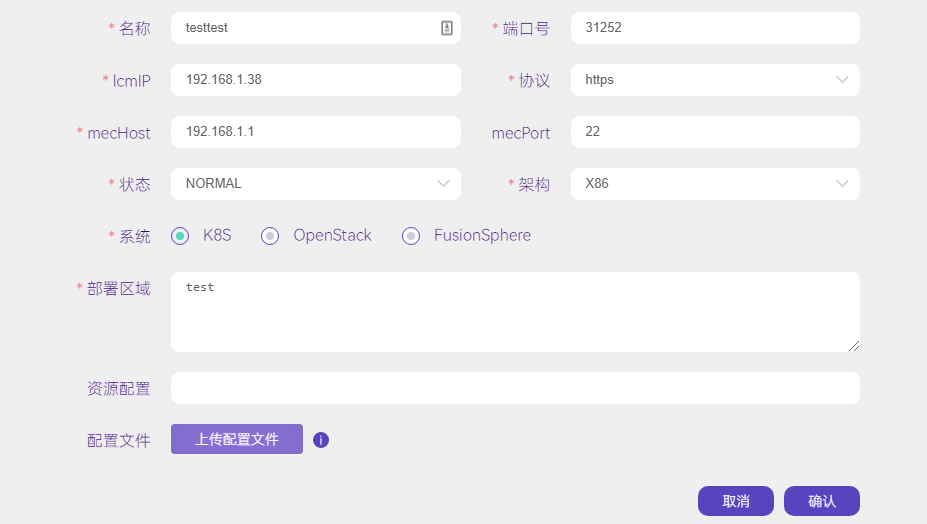 * 名称 testtest * 端口号 31252
* lcmIP 192.168.1.38 * 协议 https
* mecHost 192.168.1.1 mecPort 22
* 状态 NORMAL * 架构 X86
* 系统 K8S OpenStack FusionSphere
* 部署区域 test
资源配置
配置文件 上传配置文件 i
取消 确认